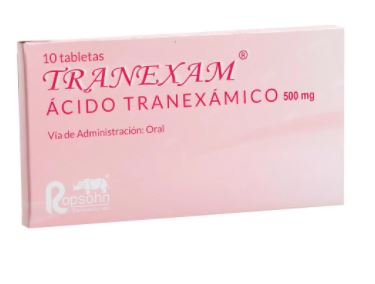 10 tabletas
TRANEXAM®
ÁCIDO TRANEXÁMICO 500 mg
Vía de Administración: Oral
Ropsohn